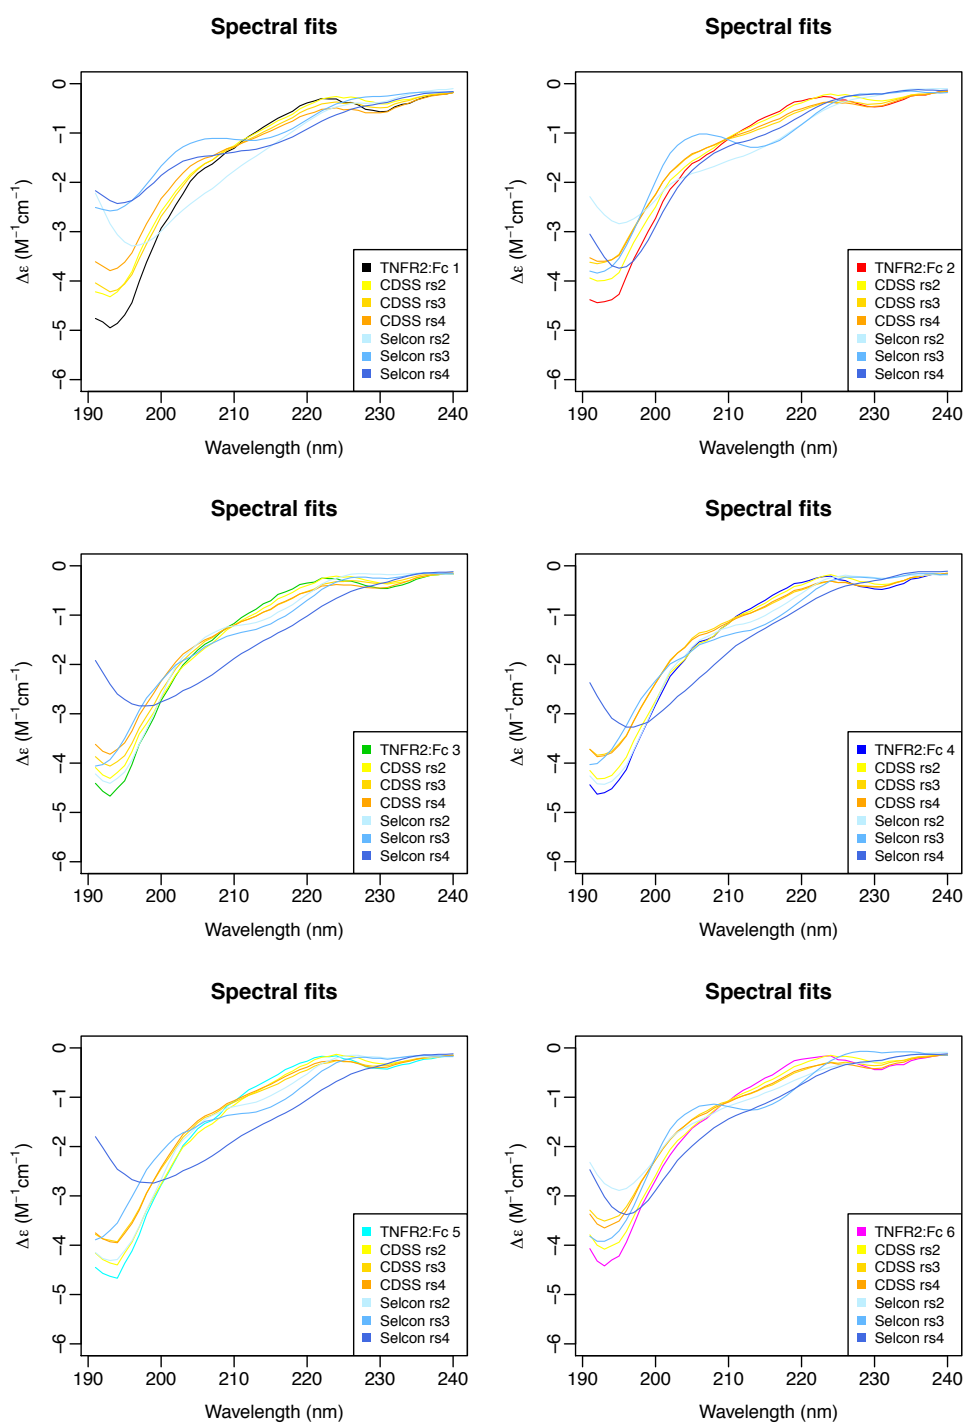 Spectral fits
0
-1
-2
-3
-4
-5
-6
Δε (M⁻¹cm⁻¹)
190 200 210 220 230 240
Wavelength (nm)
TNFR2:Fc 1
CDSS rs2
CDSS rs3
CDSS rs4
Selcon rs2
Selcon rs3
Selcon rs4
Spectral fits
0
-1
-2
-3
-4
-5
-6
Δε (M⁻¹cm⁻¹)
190 200 210 220 230 240
Wavelength (nm)
TNFR2:Fc 2
CDSS rs2
CDSS rs3
CDSS rs4
Selcon rs2
Selcon rs3
Selcon rs4
Spectral fits
0
-1
-2
-3
-4
-5
-6
Δε (M⁻¹cm⁻¹)
190 200 210 220 230 240
Wavelength (nm)
TNFR2:Fc 3
CDSS rs2
CDSS rs3
CDSS rs4
Selcon rs2
Selcon rs3
Selcon rs4
Spectral fits
0
-1
-2
-3
-4
-5
-6
Δε (M⁻¹cm⁻¹)
190 200 210 220 230 240
Wavelength (nm)
TNFR2:Fc 4
CDSS rs2
CDSS rs3
CDSS rs4
Selcon rs2
Selcon rs3
Selcon rs4
Spectral fits
0
-1
-2
-3
-4
-5
-6
Δε (M⁻¹cm⁻¹)
190 200 210 220 230 240
Wavelength (nm)
TNFR2:Fc 5
CDSS rs2
CDSS rs3
CDSS rs4
Selcon rs2
Selcon rs3
Selcon rs4
Spectral fits
0
-1
-2
-3
-4
-5
-6
Δε (M⁻¹cm⁻¹)
190 200 210 220 230 240
Wavelength (nm)
TNFR2:Fc 6
CDSS rs2
CDSS rs3
CDSS rs4
Selcon rs2
Selcon rs3
Selcon rs4